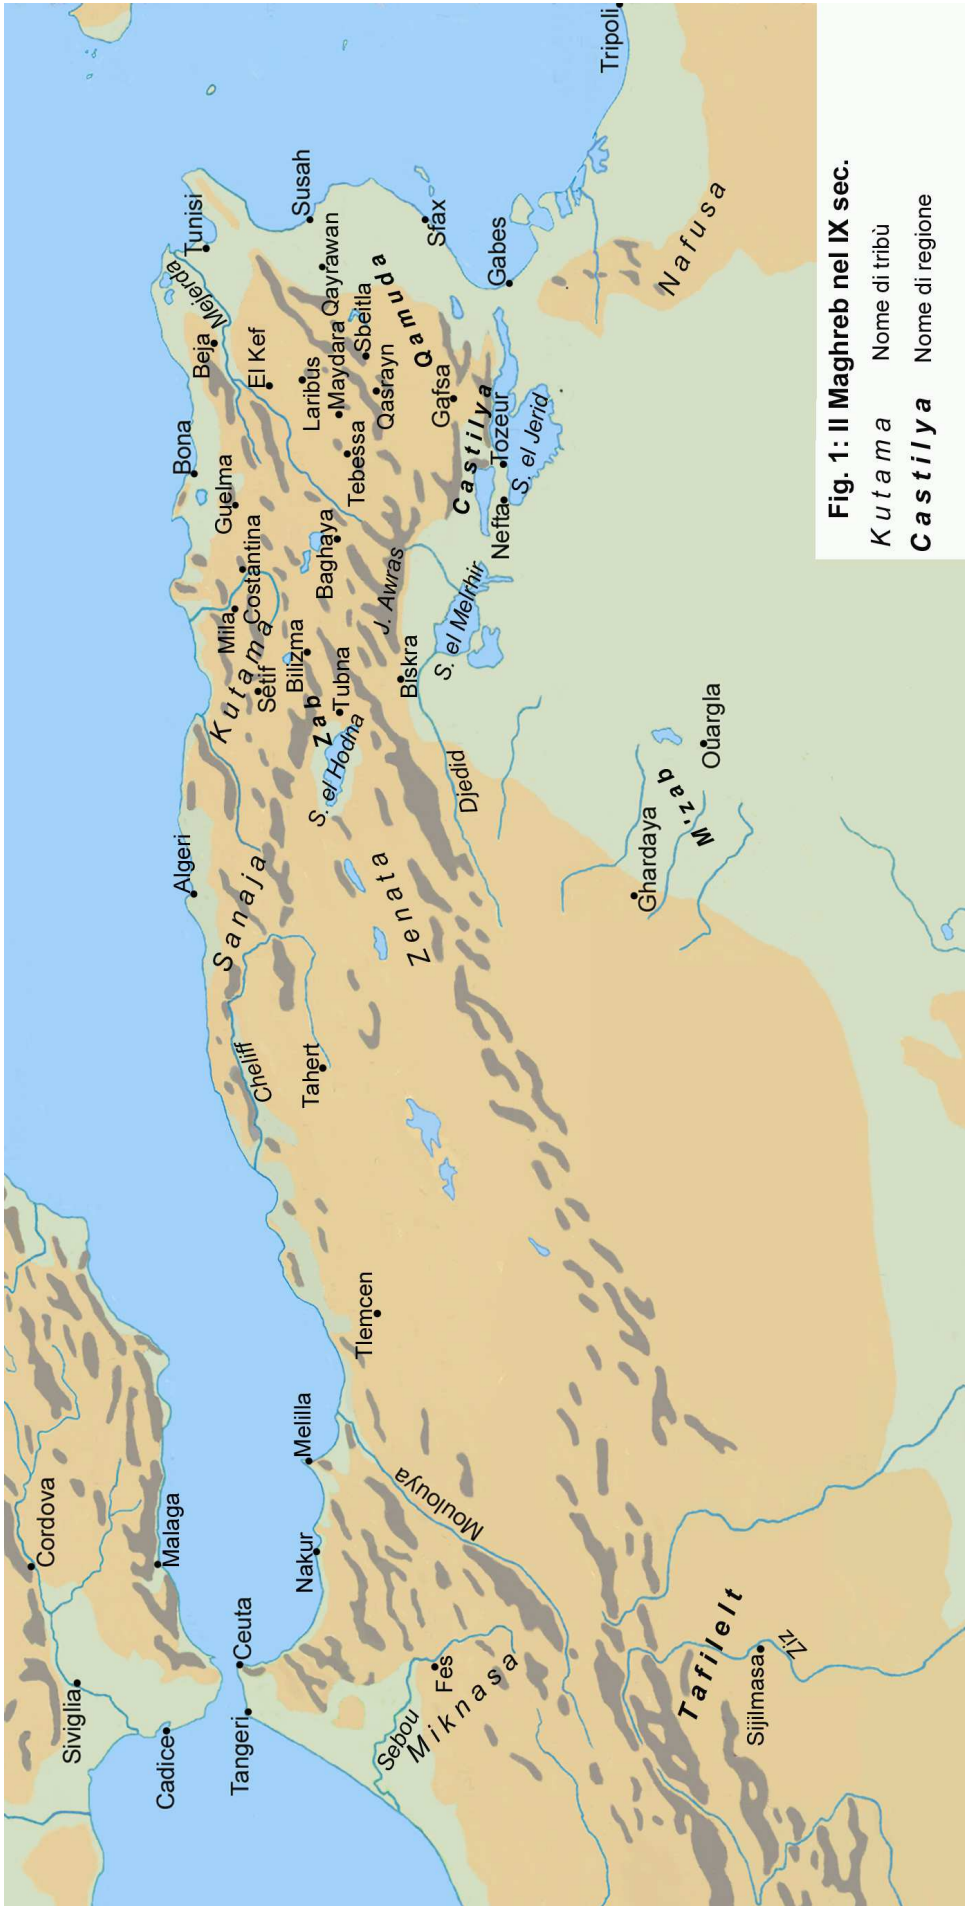 Cordova
Siviglia
Malaga
Cadice
Ceuta
Tangeri
Nakur
Melilla
Moulouya
Sebou
Fes
Miknasa
Tafilelt
Sijilmasa
Ziz
Tlemcen
Cheliff
Tahert
Algeri
Sanaja
Zenata
Kutama
Setif
Mila
Costantina
Guelma
Bona
Bilizma
Zab
Tubna
S. el Hodna
Baghaya
J. Awras
Biskra
Djedid
S. el Melrhir
Ghardaya
M'zab
Ouargla
Beja
Mejerda
Tunisi
El Kef
Laribus
Maydara
Tebessa
Susah
Qayrawan
Sbeitla
Qasrayn
Qamuda
Sfax
Gafsa
Castilya
Tozeur
Nefta
S. el Jerid
Gabes
Nafusa
Tripoli
Fig. 1: Il Maghreb nel IX sec.
Kutama Nome di tribù
Castilya Nome di regione